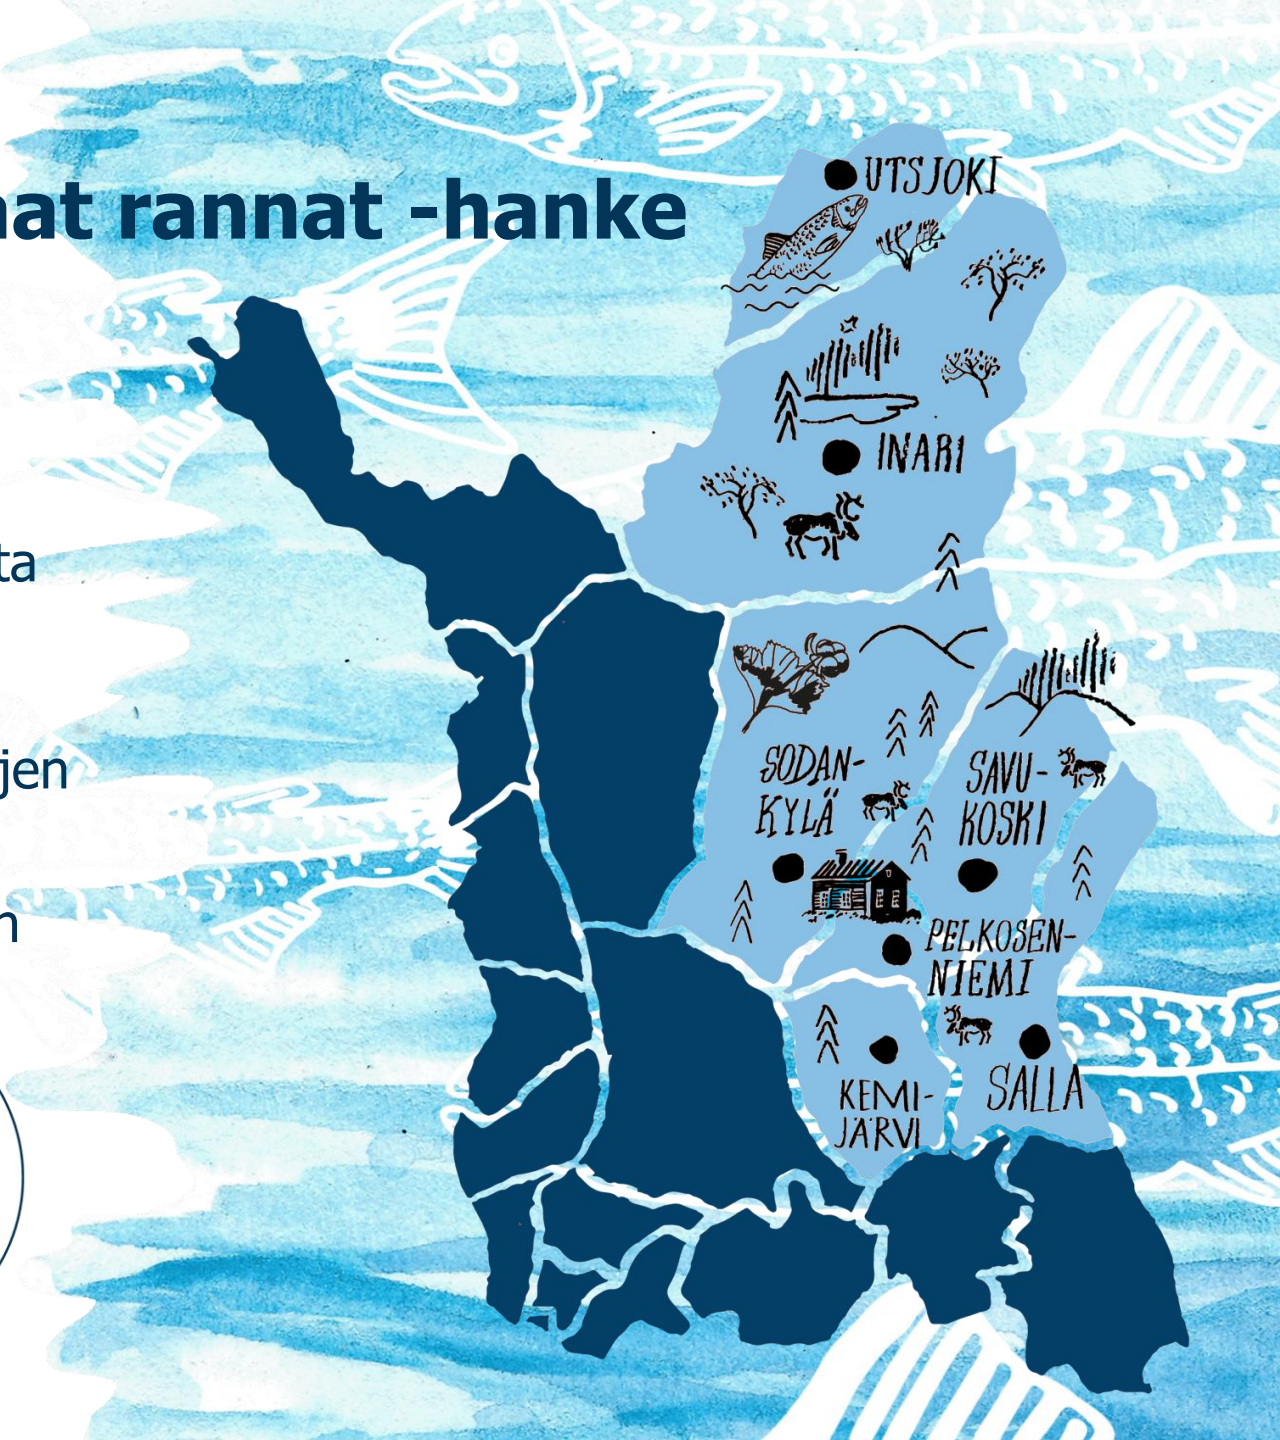 nat rannat -hanke
UTSJOKI
INARI
ta
SODAN-
KYLÄ
SAVU-
KOSKI
jen
n
PELKOSEN-
NIEMI
KEMI-
JÄRVI
SALLA